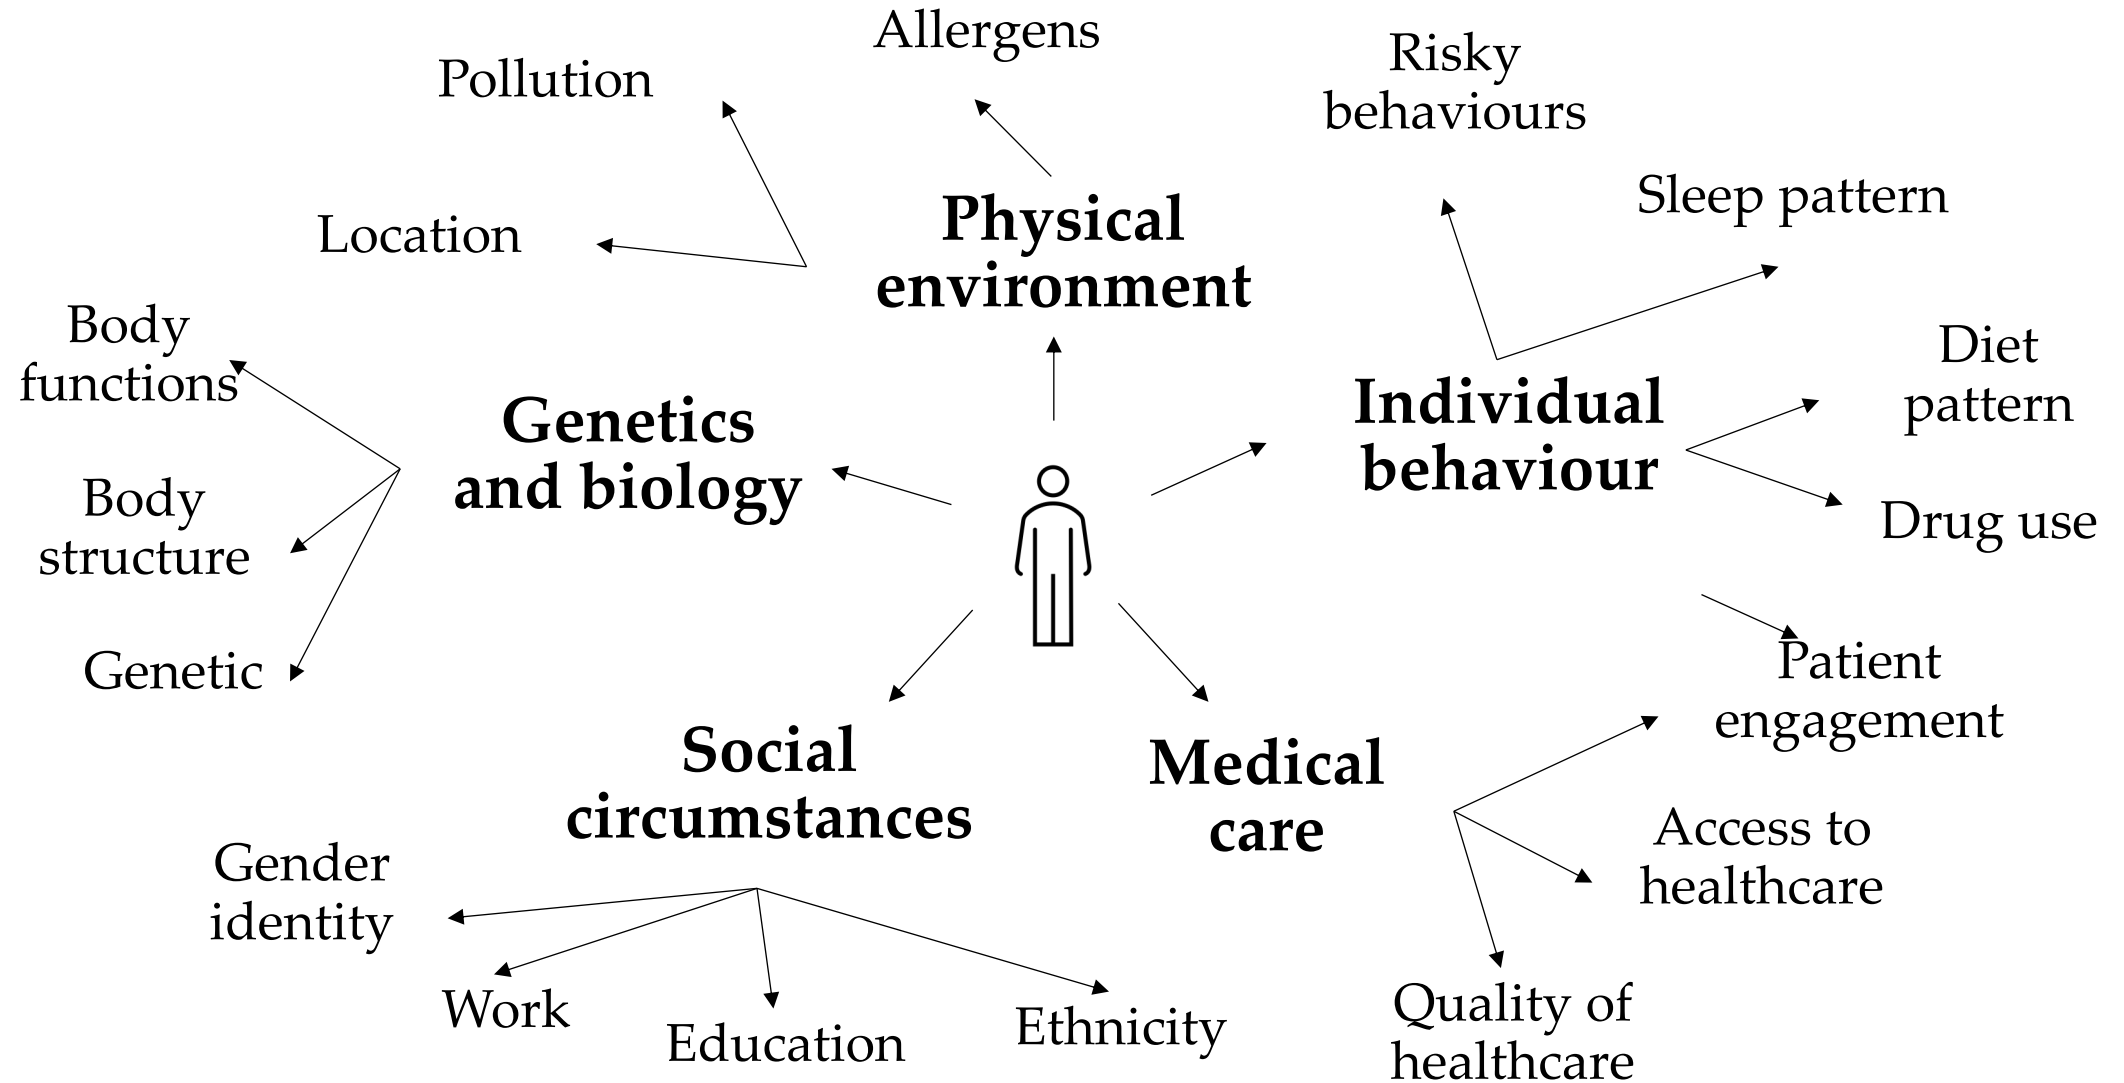 Allergens
Pollution
Risky
behaviours
Sleep pattern
Location
Physical
environment
Body
functions
Diet
pattern
Genetics
and biology
Individual
behaviour
Body
structure
Drug use
Genetic
Patient
engagement
Social
circumstances
Medical
care
Access to
healthcare
Gender
identity
Work
Education
Ethnicity
Quality of
healthcare